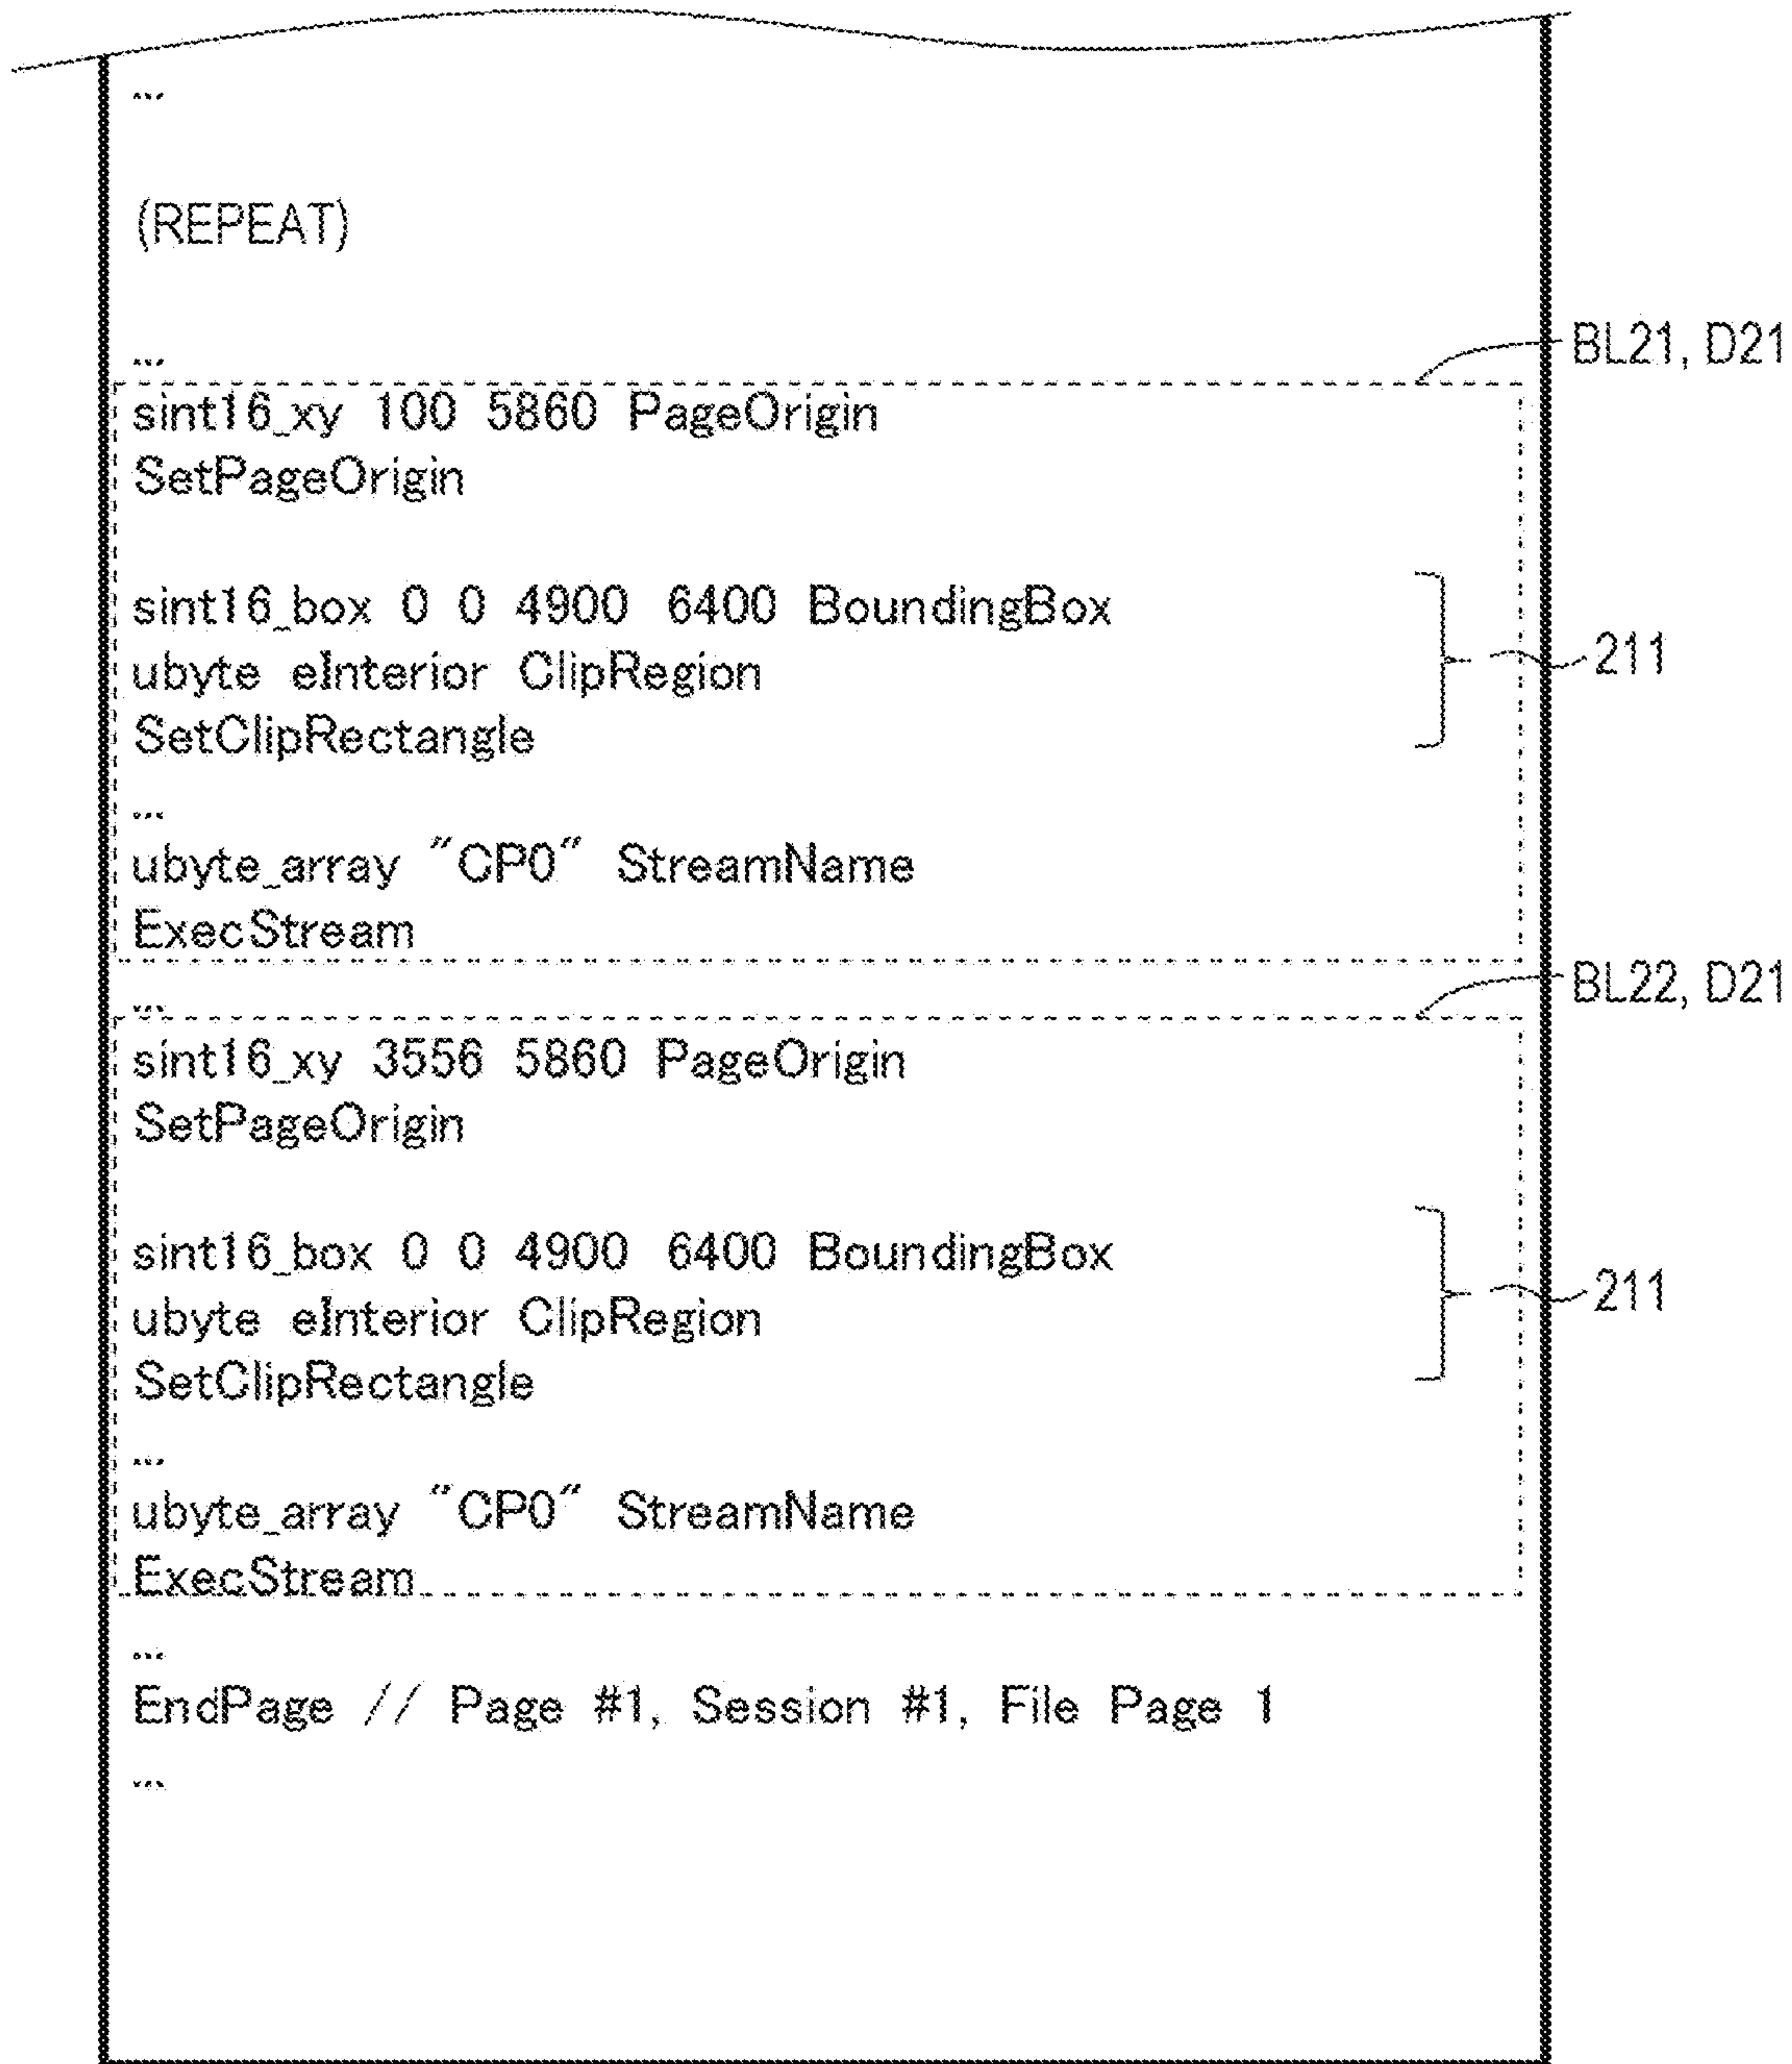 ...
(REPEAT)
...
BL21, D21
sint16_xy 100 5860 PageOrigin
SetPageOrigin
sint16_box 0 0 4900 6400 BoundingBox
ubyte eInterior ClipRegion
211
SetClipRectangle
...
ubyte_array "CP0" StreamName
ExecStream
BL22, D21
...
sint16_xy 3556 5860 PageOrigin
SetPageOrigin
sint16_box 0 0 4900 6400 BoundingBox
ubyte eInterior ClipRegion
211
SetClipRectangle
...
ubyte_array "CP0" StreamName
ExecStream
...
EndPage // Page #1, Session #1, File Page 1
...